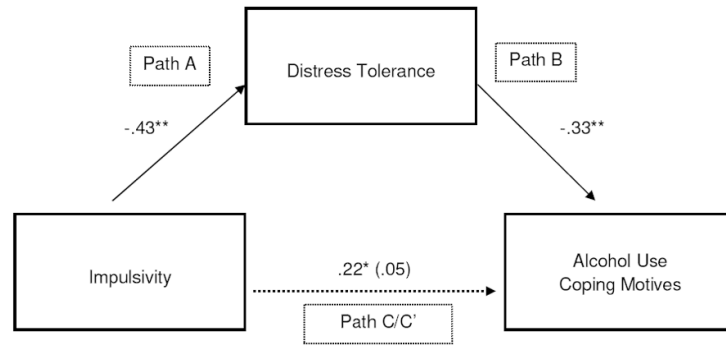 Path A
Distress Tolerance
Path B
-.43**
-.33**
Impulsivity
.22* (.05)
Alcohol Use
Coping Motives
Path C/C'